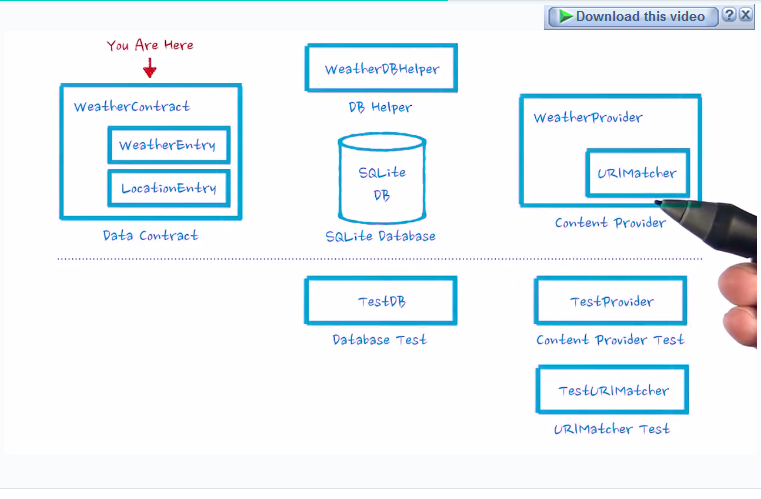 Download this video
You Are Here
WeatherContract
WeatherEntry
LocationEntry
Data Contract
WeatherDBHelper
DB Helper
SQLite
DB
SQLite Database
WeatherProvider
URIMatcher
Content Provider
TestDB
Database Test
TestProvider
Content Provider Test
TestURIMatcher
URIMatcher Test